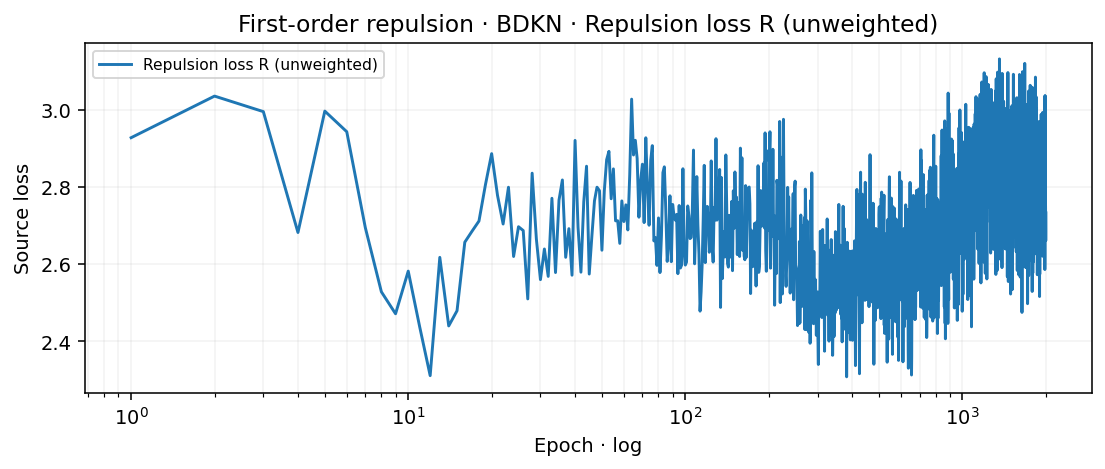 First-order repulsion · BDKN · Repulsion loss R (unweighted)
Repulsion loss R (unweighted)
Source loss
3.0
2.8
2.6
2.4
10⁰
10¹
10²
10³
Epoch · log